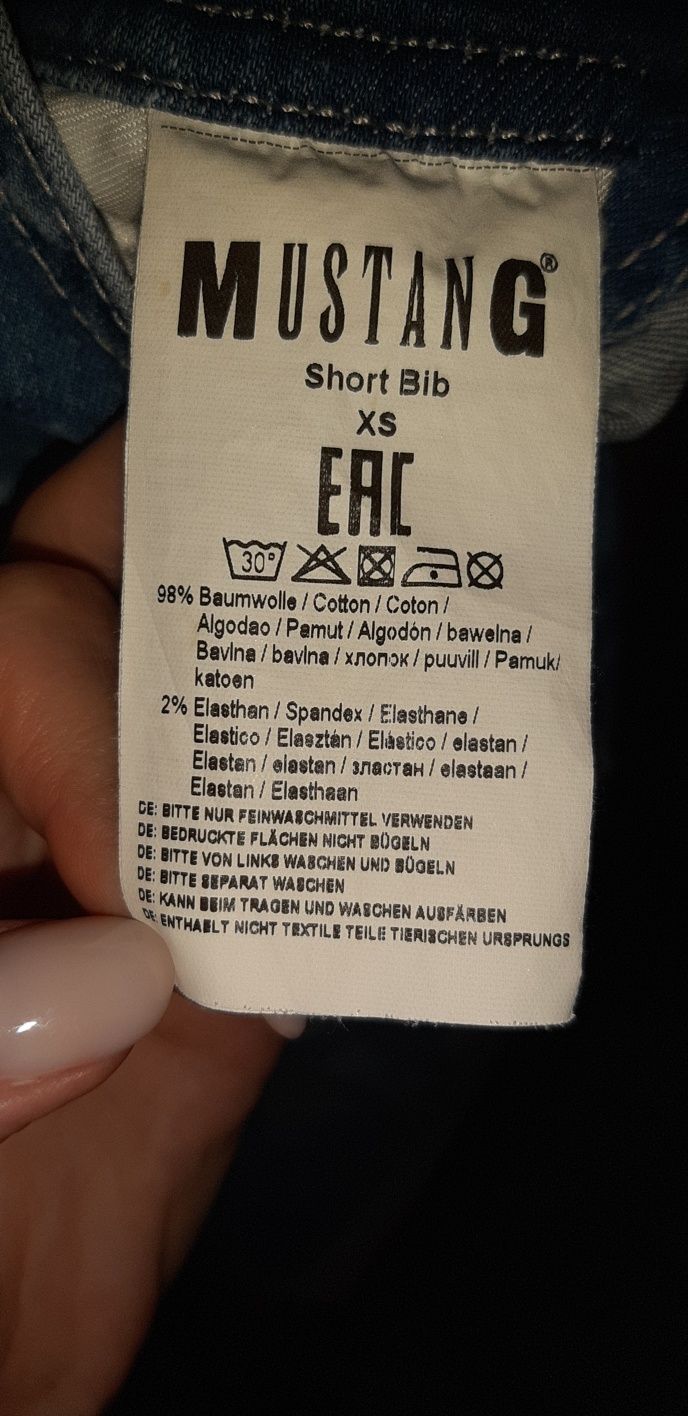 MUSTANG®
Short Bib
XS
EAC
30°
98% Baumwolle / Cotton / Coton /
Algodao / Pamut / Algodón / bawełna /
Bavlna / bavlna / хлопок / puuvill / Pamuk/
katoen
2% Elasthan / Spandex / Elasthane /
Elastico / Elasztán / Elástico / elastan /
Elastan / elastan / эластан / elastaan /
Elastan / Elasthaan
DE: BITTE NUR FEINWASCHMITTEL VERWENDEN
DE: BEDRUCKTE FLÄCHEN NICHT BÜGELN
DE: BITTE VON LINKS WASCHEN UND BÜGELN
DE: BITTE SEPARAT WASCHEN
DE: KANN BEIM TRAGEN UND WASCHEN AUSFÄRBEN
DE: ENTHAELT NICHT TEXTILE TEILE TIERISCHEN URSPRUNGS